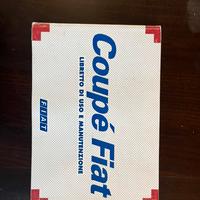 Coupé Fiat
LIBRETTO DI USO E MANUTENZIONE
FIAT